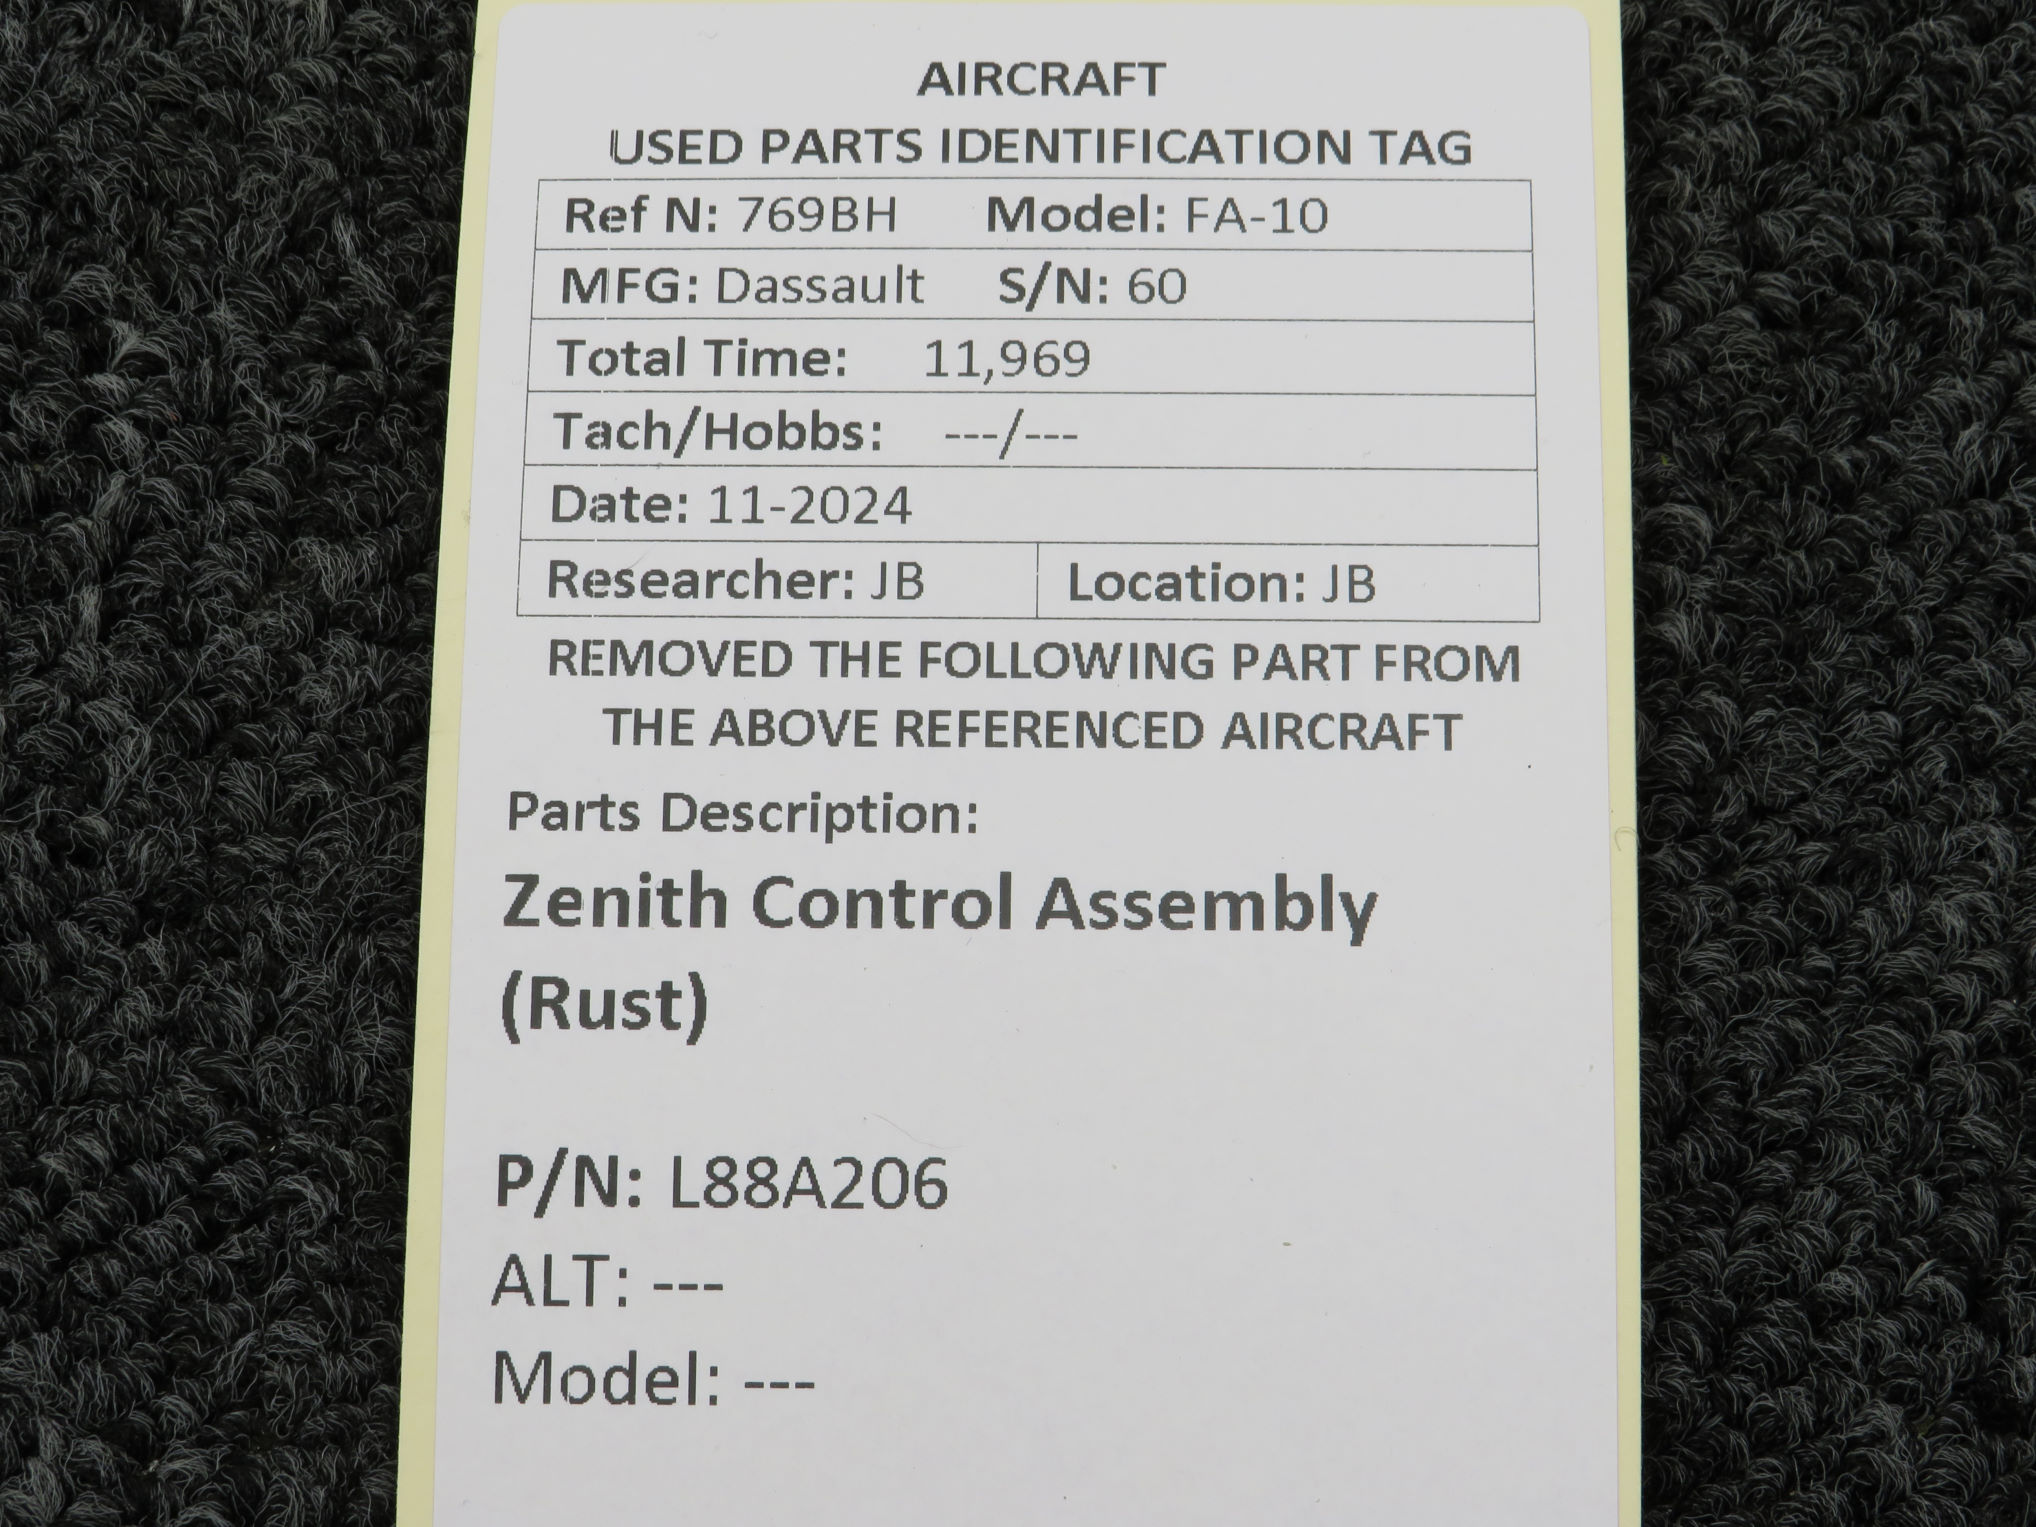 AIRCRAFT
USED PARTS IDENTIFICATION TAG
Ref N: 769BH Model: FA-10
MFG: Dassault S/N: 60
Total Time: 11,969
Tach/Hobbs: ---/---
Date: 11-2024
Researcher: JB Location: JB
REMOVED THE FOLLOWING PART FROM
THE ABOVE REFERENCED AIRCRAFT
Parts Description:
Zenith Control Assembly
(Rust)
P/N: L88A206
ALT: ---
Model: ---